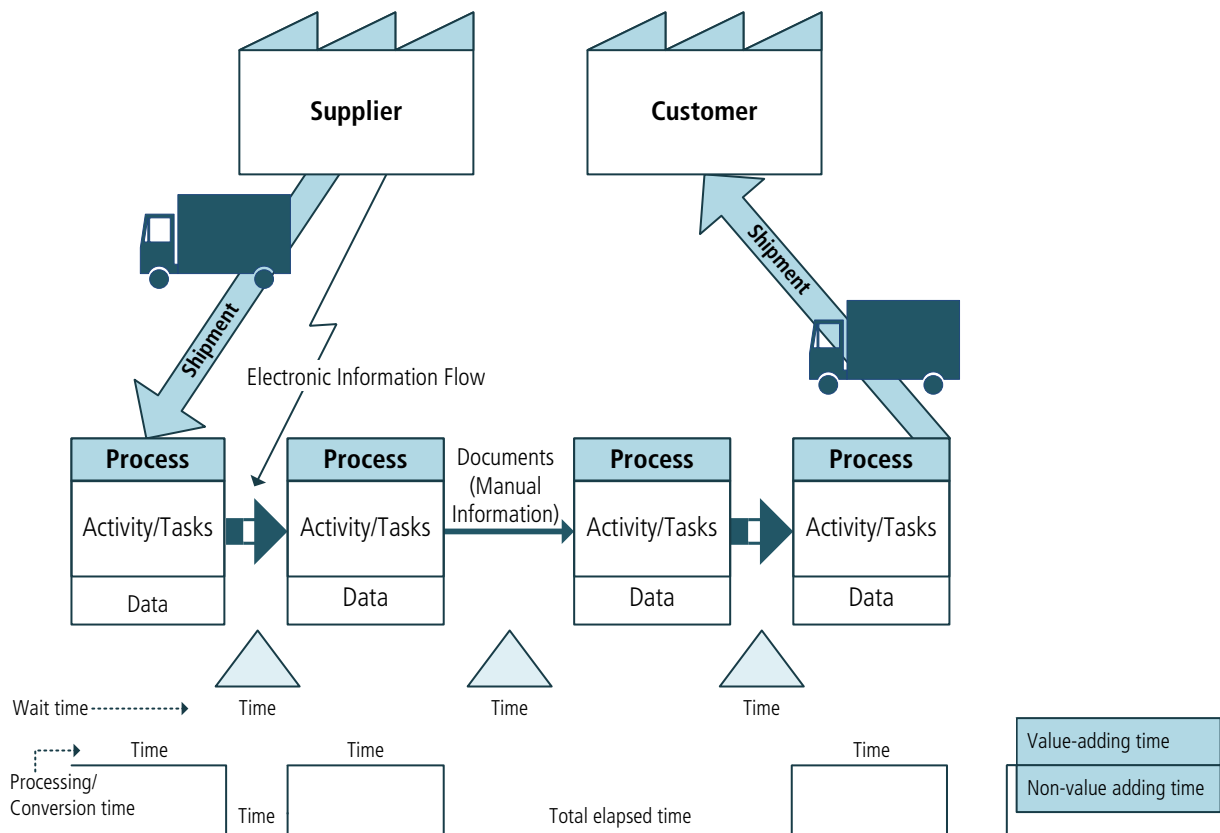 Supplier
Customer
Shipment
Shipment
Electronic Information Flow
Process
Process
Documents
(Manual
Information)
Process
Process
Activity/Tasks
Activity/Tasks
Activity/Tasks
Activity/Tasks
Data
Data
Data
Data
Wait time
Time
Time
Time
Time
Time
Time
Processing/
Conversion time
Time
Total elapsed time
Value-adding time
Non-value adding time